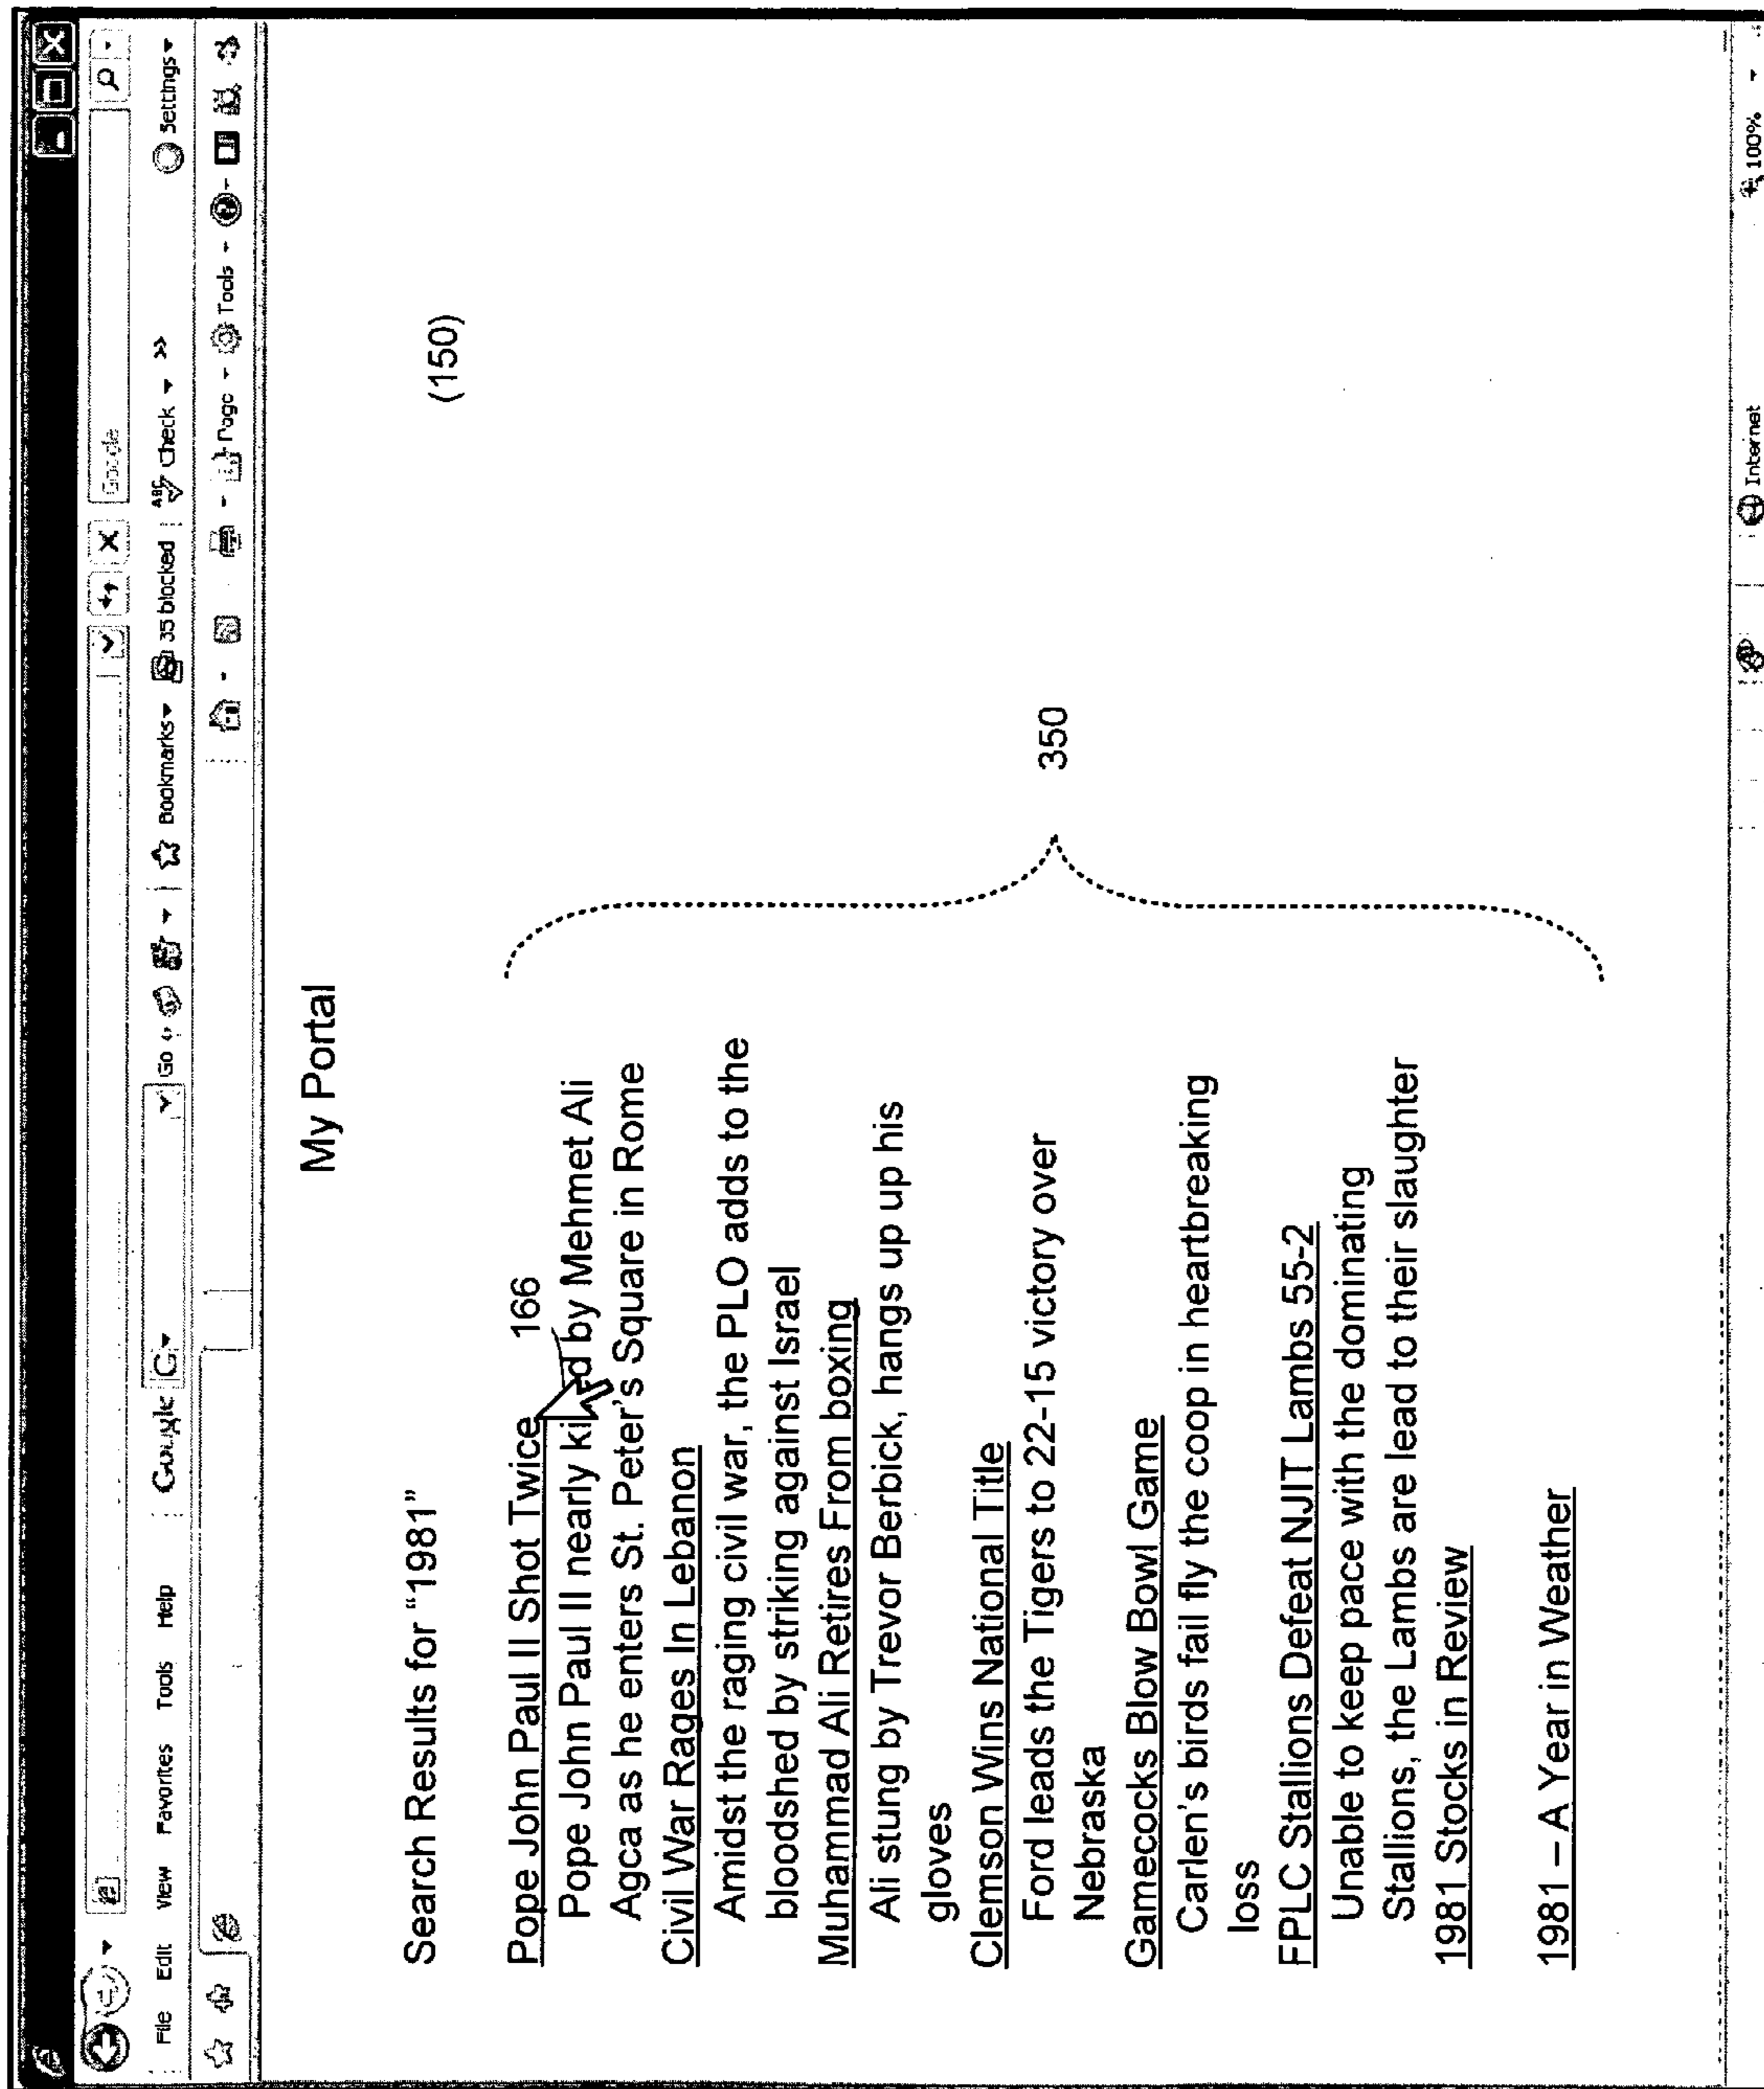 Google
File Edit View Favorites Tools Help Google G Go Bookmarks 35 blocked ABC Check Settings
Page Tools
My Portal
(150)
Search Results for “1981”
Pope John Paul II Shot Twice 166
Pope John Paul II nearly ki ed by Mehmet Ali
Agca as he enters St. Peter's Square in Rome
Civil War Rages In Lebanon
Amidst the raging civil war, the PLO adds to the
bloodshed by striking against Israel
Muhammad Ali Retires From boxing
Ali stung by Trevor Berbick, hangs up up his
gloves
Clemson Wins National Title
Ford leads the Tigers to 22-15 victory over
Nebraska
350
Gamecocks Blow Bowl Game
Carlen's birds fail fly the coop in heartbreaking
loss
FPLC Stallions Defeat NJIT Lambs 55-2
Unable to keep pace with the dominating
Stallions, the Lambs are lead to their slaughter
1981 Stocks in Review
1981 – A Year in Weather
Internet 100%